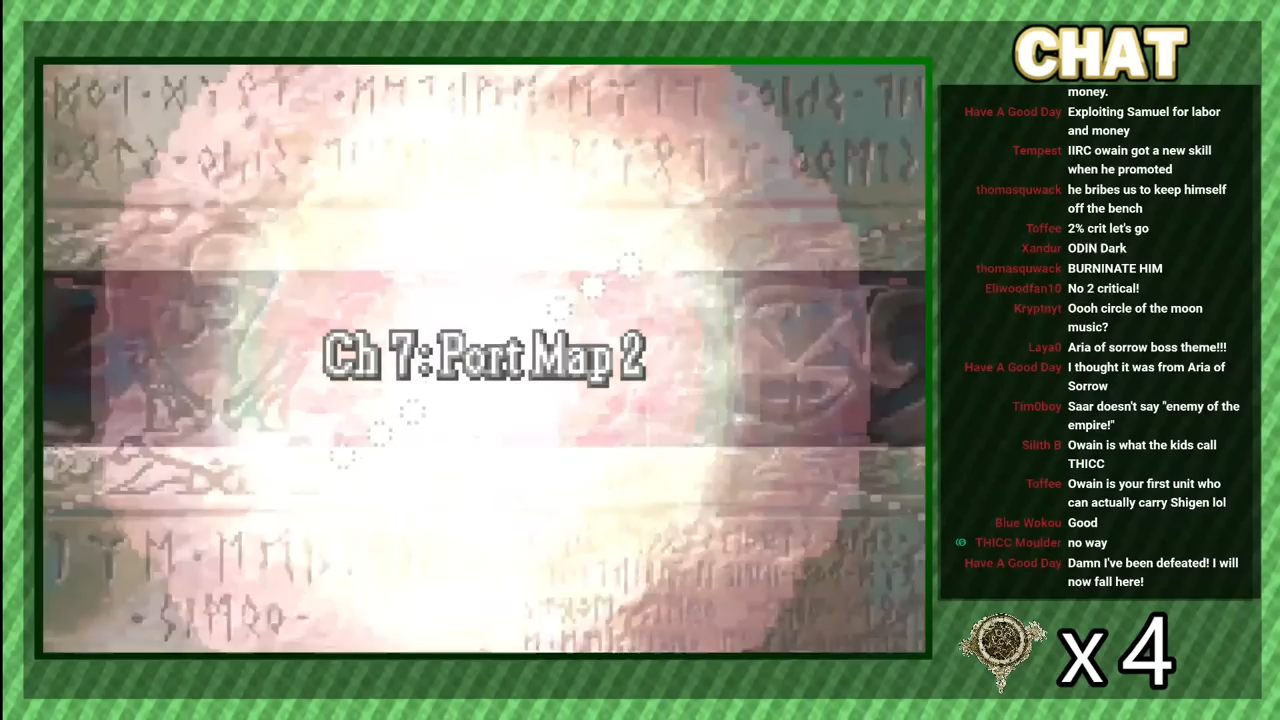 CHAT
money.
Have A Good Day Exploiting Samuel for labor
and money
Tempest IIRC owain got a new skill
when he promoted
thomasquwack he bribes us to keep himself
off the bench
Toffee 2% crit let's go
Xandur ODIN Dark
thomasquwack BURNINATE HIM
Eliwoodfan10 No 2 critical!
Kryptnyt Oooh circle of the moon
music?
Laya0 Aria of sorrow boss theme!!!
Have A Good Day I thought it was from Aria of
Sorrow
Tim0boy Saar doesn't say "enemy of the
empire!"
Silith B Owain is what the kids call
THICC
Toffee Owain is your first unit who
can actually carry Shigen lol
Blue Wokou Good
THICC Moulder no way
Have A Good Day Damn I've been defeated! I will
now fall here!
Ch 7: Port Map 2
x 4